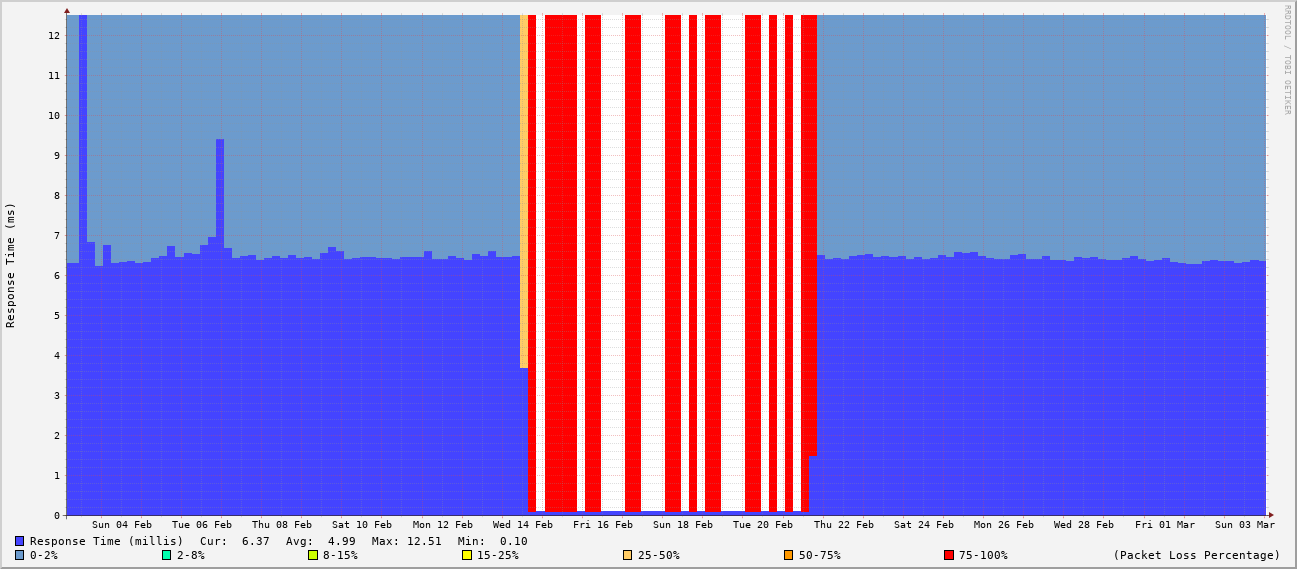 RRDTOOL / TOBI OETIKER
Response Time (ms)
12
11
10
9
8
7
6
5
4
3
2
1
0
Sun 04 Feb Tue 06 Feb Thu 08 Feb Sat 10 Feb Mon 12 Feb Wed 14 Feb Fri 16 Feb Sun 18 Feb Tue 20 Feb Thu 22 Feb Sat 24 Feb Mon 26 Feb Wed 28 Feb Fri 01 Mar Sun 03 Mar
Response Time (millis) Cur: 6.37 Avg: 4.99 Max: 12.51 Min: 0.10
0-2% 2-8% 8-15% 15-25% 25-50% 50-75% 75-100% (Packet Loss Percentage)